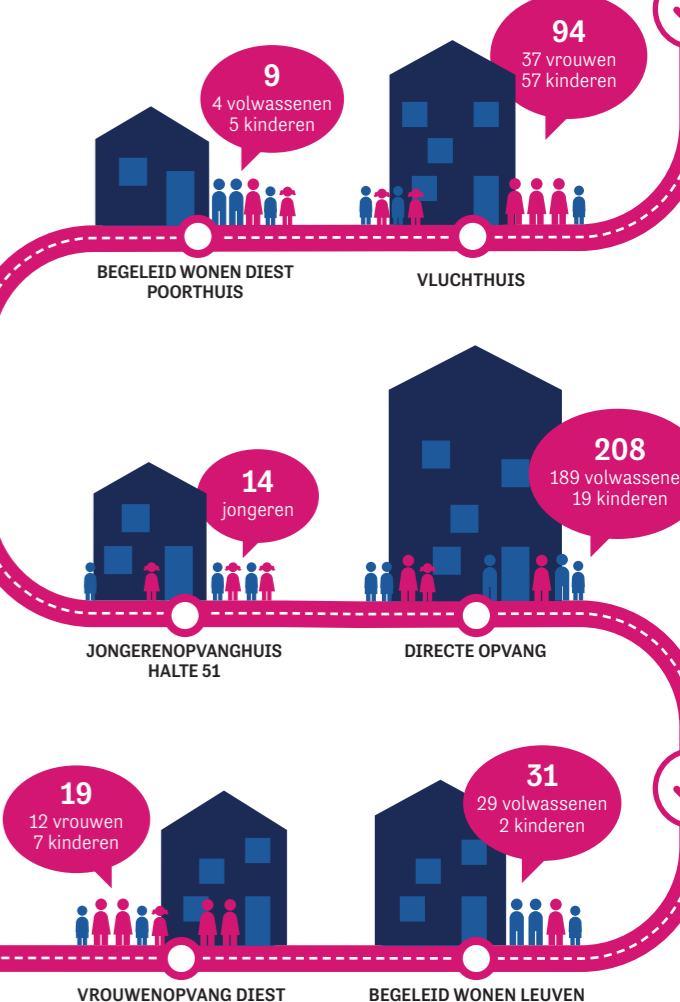 9
4 volwassenen
5 kinderen
94
37 vrouwen
57 kinderen
BEGELEID WONEN DIEST
POORTHUIS
VLUCHTHUIS
14
jongeren
208
189 volwassene
19 kinderen
JONGERENOPVANGHUIS
HALTE 51
DIRECTE OPVANG
19
12 vrouwen
7 kinderen
31
29 volwassenen
2 kinderen
VROUWENOPVANG DIEST
BEGELEID WONEN LEUVEN